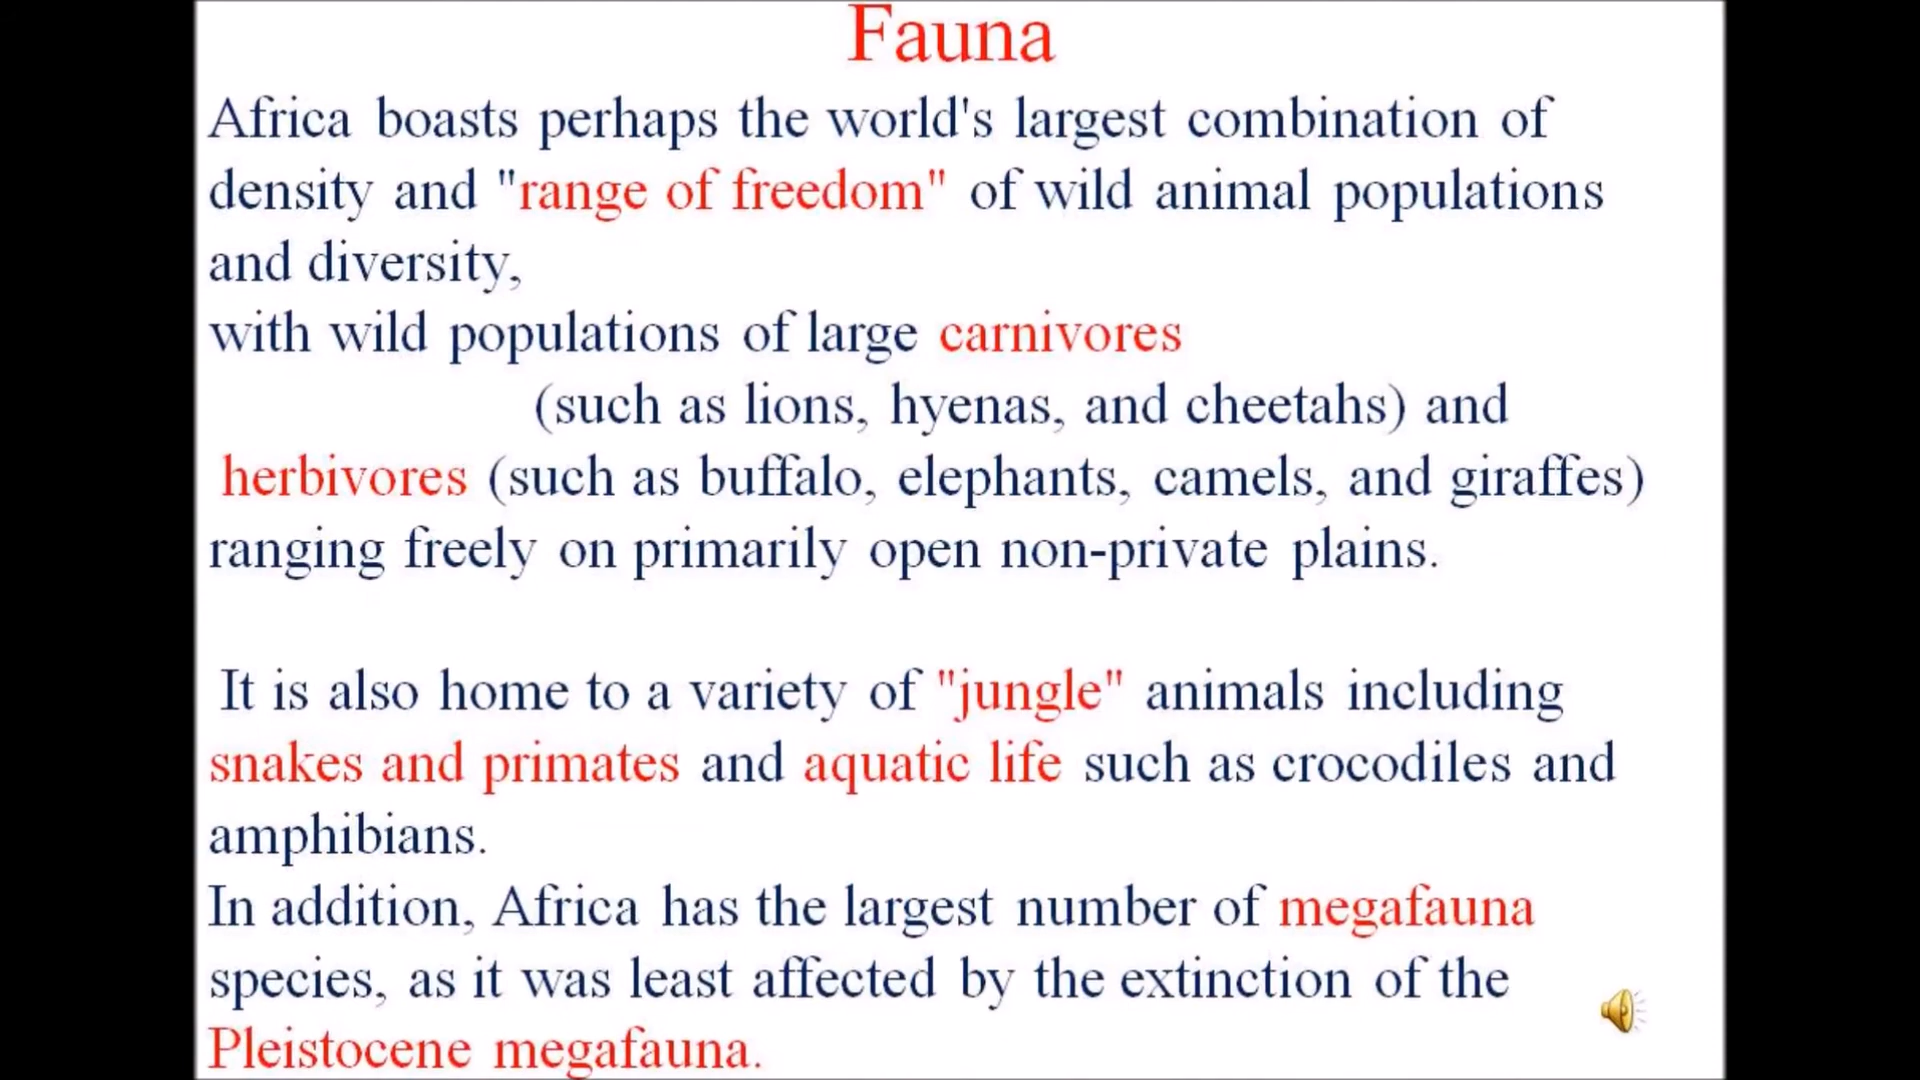 Fauna
Africa boasts perhaps the world's largest combination of
density and "range of freedom" of wild animal populations
and diversity,
with wild populations of large carnivores
(such as lions, hyenas, and cheetahs) and
herbivores (such as buffalo, elephants, camels, and giraffes)
ranging freely on primarily open non-private plains.
It is also home to a variety of "jungle" animals including
snakes and primates and aquatic life such as crocodiles and
amphibians.
In addition, Africa has the largest number of megafauna
species, as it was least affected by the extinction of the
Pleistocene megafauna.